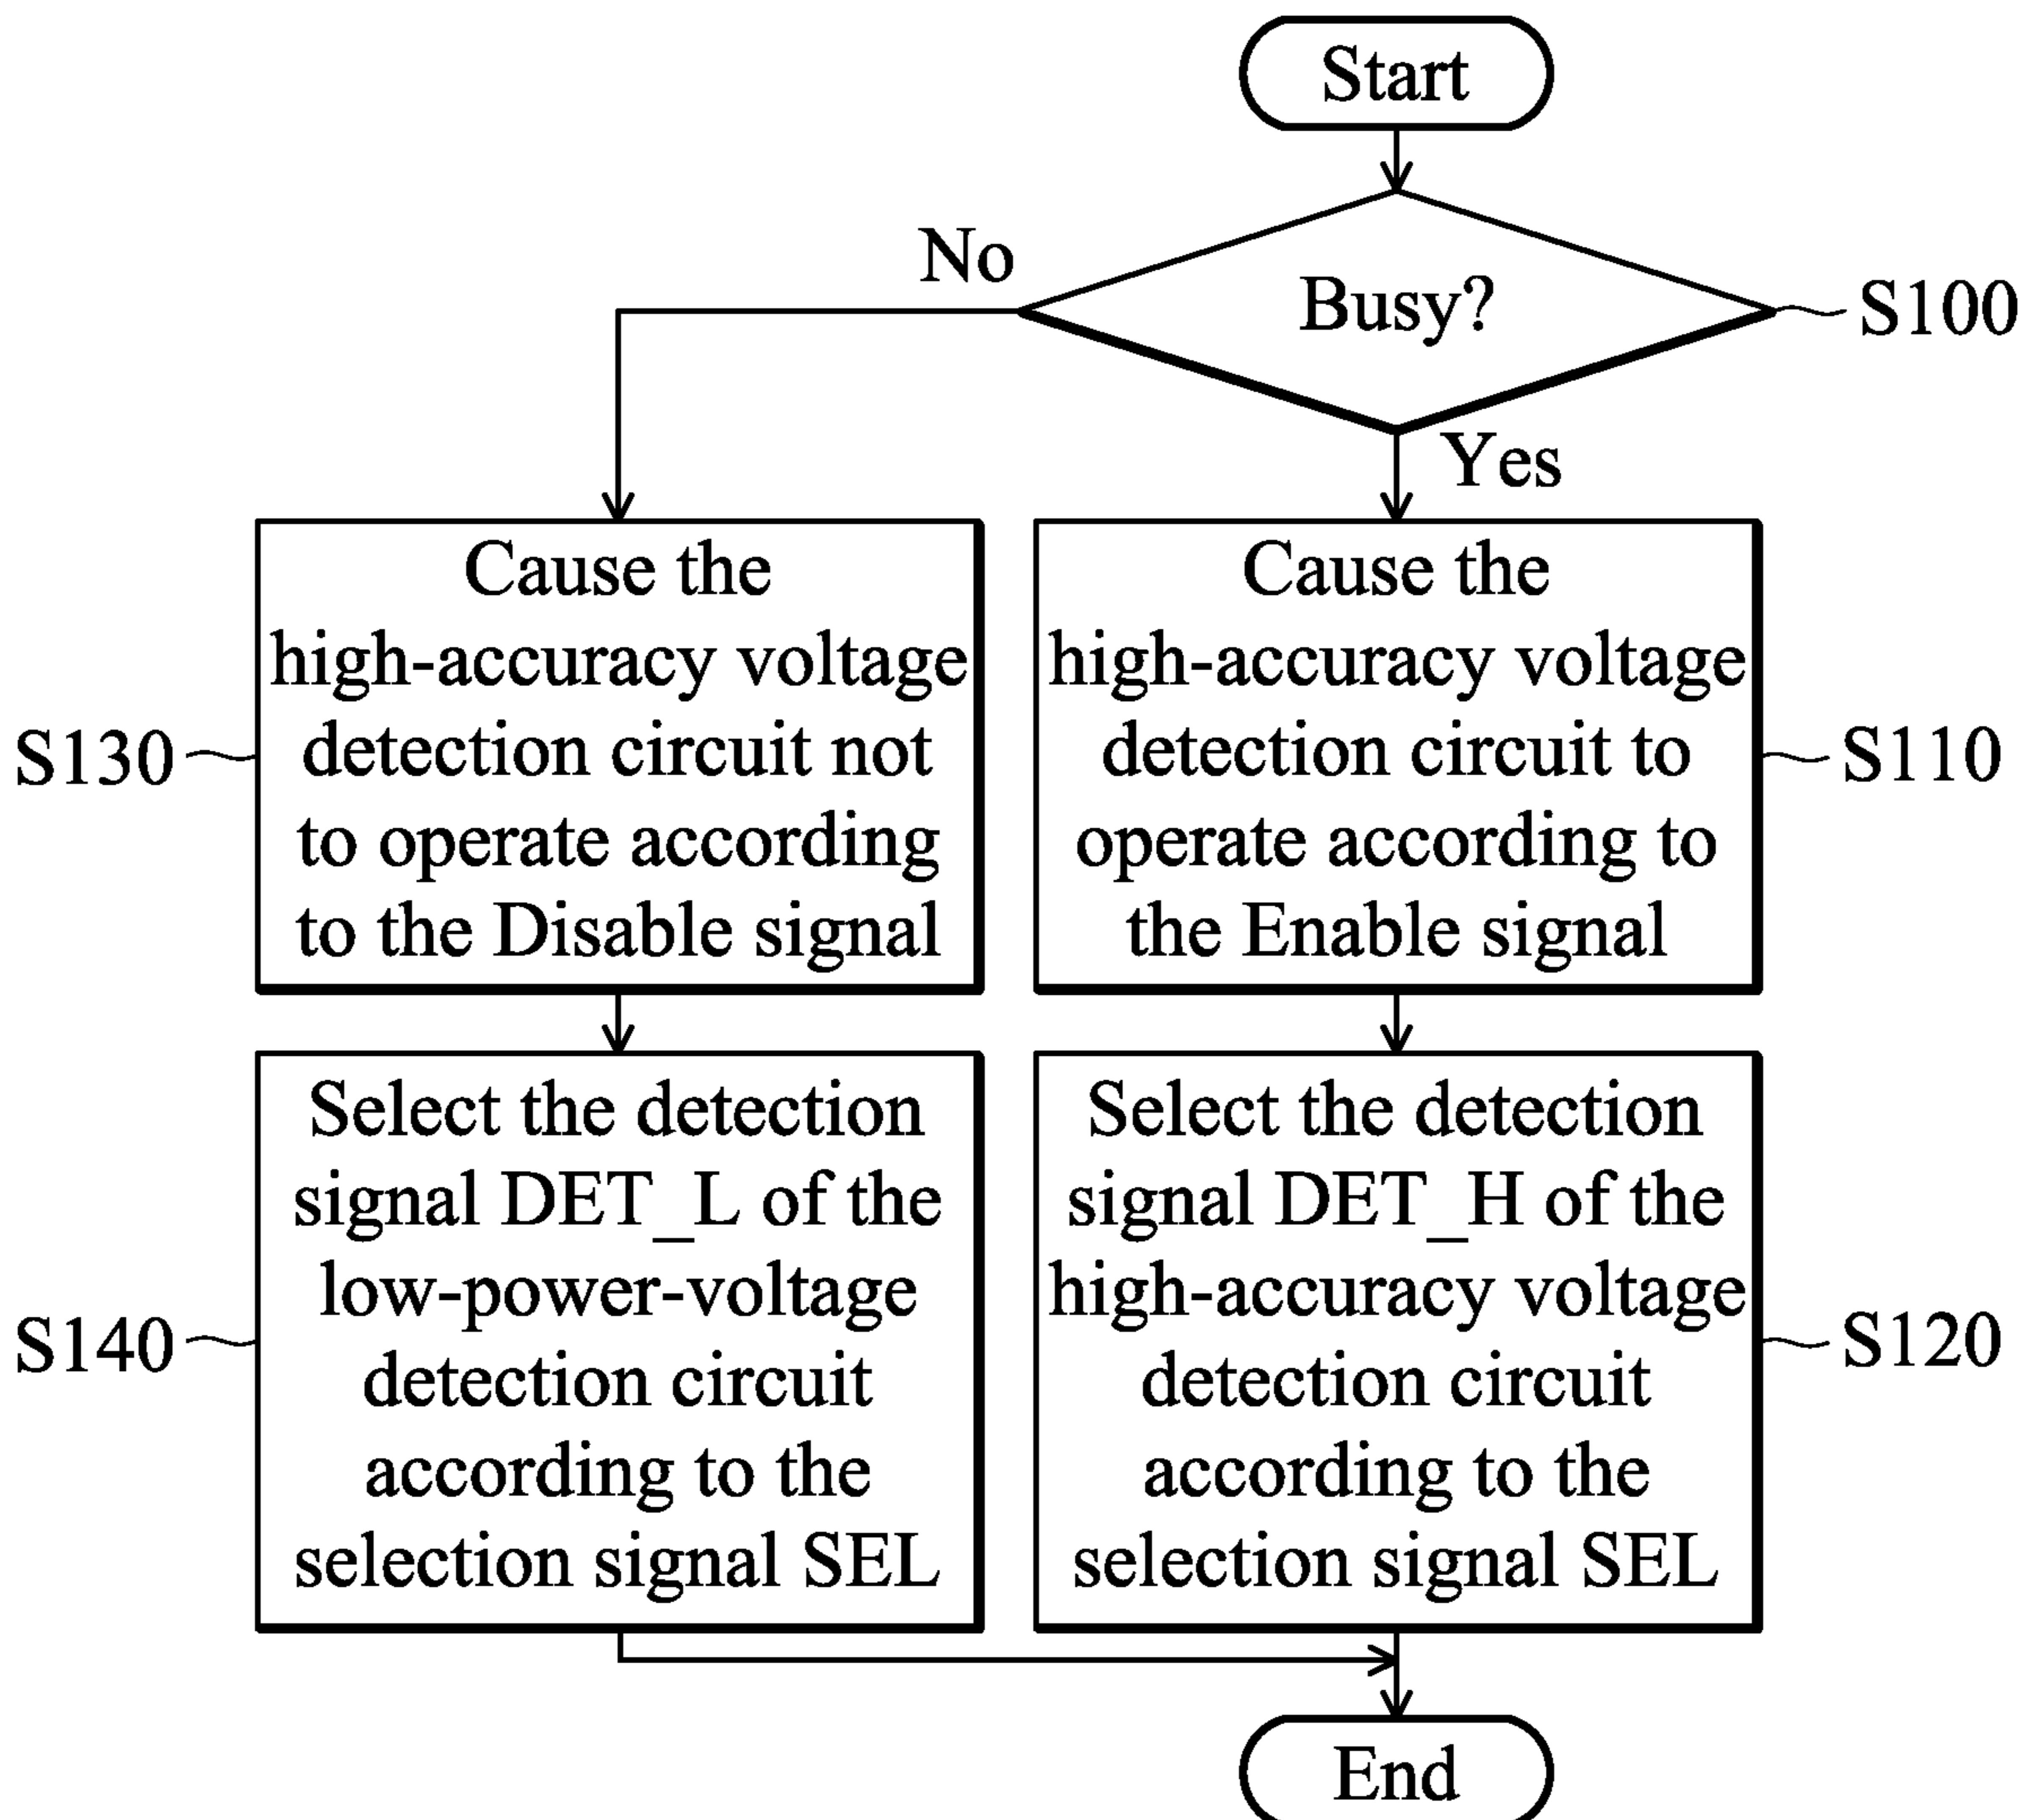 Start
No
Busy?
S100
Yes
Cause the
high-accuracy voltage
detection circuit not
to operate according
to the Disable signal
S130
Cause the
high-accuracy voltage
detection circuit to
operate according to
the Enable signal
S110
Select the detection
signal DET_L of the
low-power-voltage
detection circuit
according to the
selection signal SEL
S140
Select the detection
signal DET_H of the
high-accuracy voltage
detection circuit
according to the
selection signal SEL
S120
End